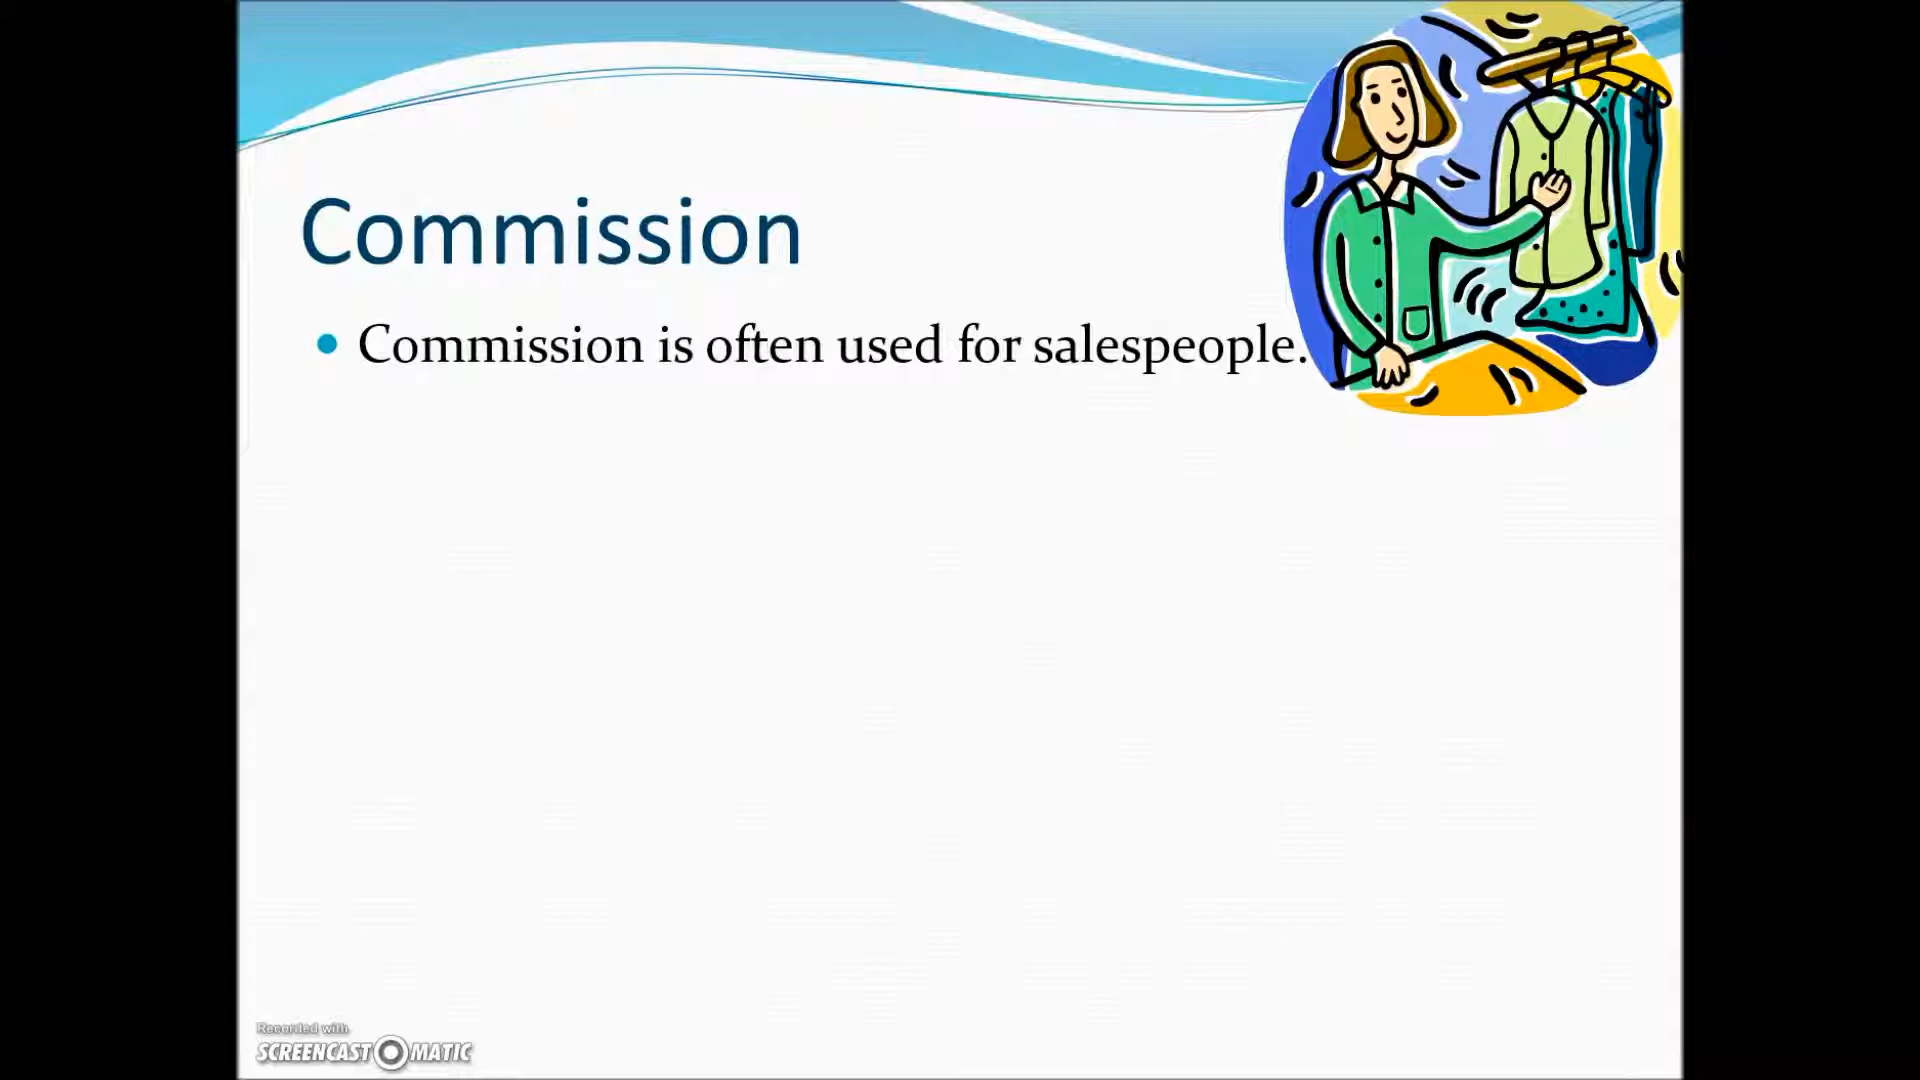 Commission
• Commission is often used for salespeople.
Recorded with
SCREENCAST O MATIC